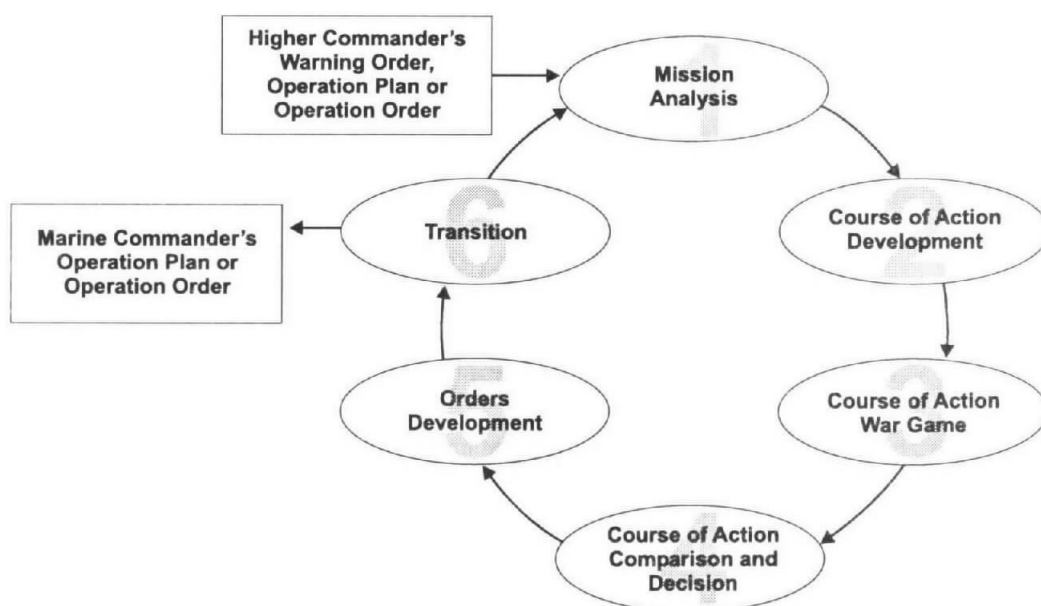 Higher Commander's
Warning Order,
Operation Plan or
Operation Order
1
Mission
Analysis
2
Course of Action
Development
3
Course of Action
War Game
4
Course of Action
Comparison and
Decision
5
Orders
Development
6
Transition
Marine Commander's
Operation Plan or
Operation Order